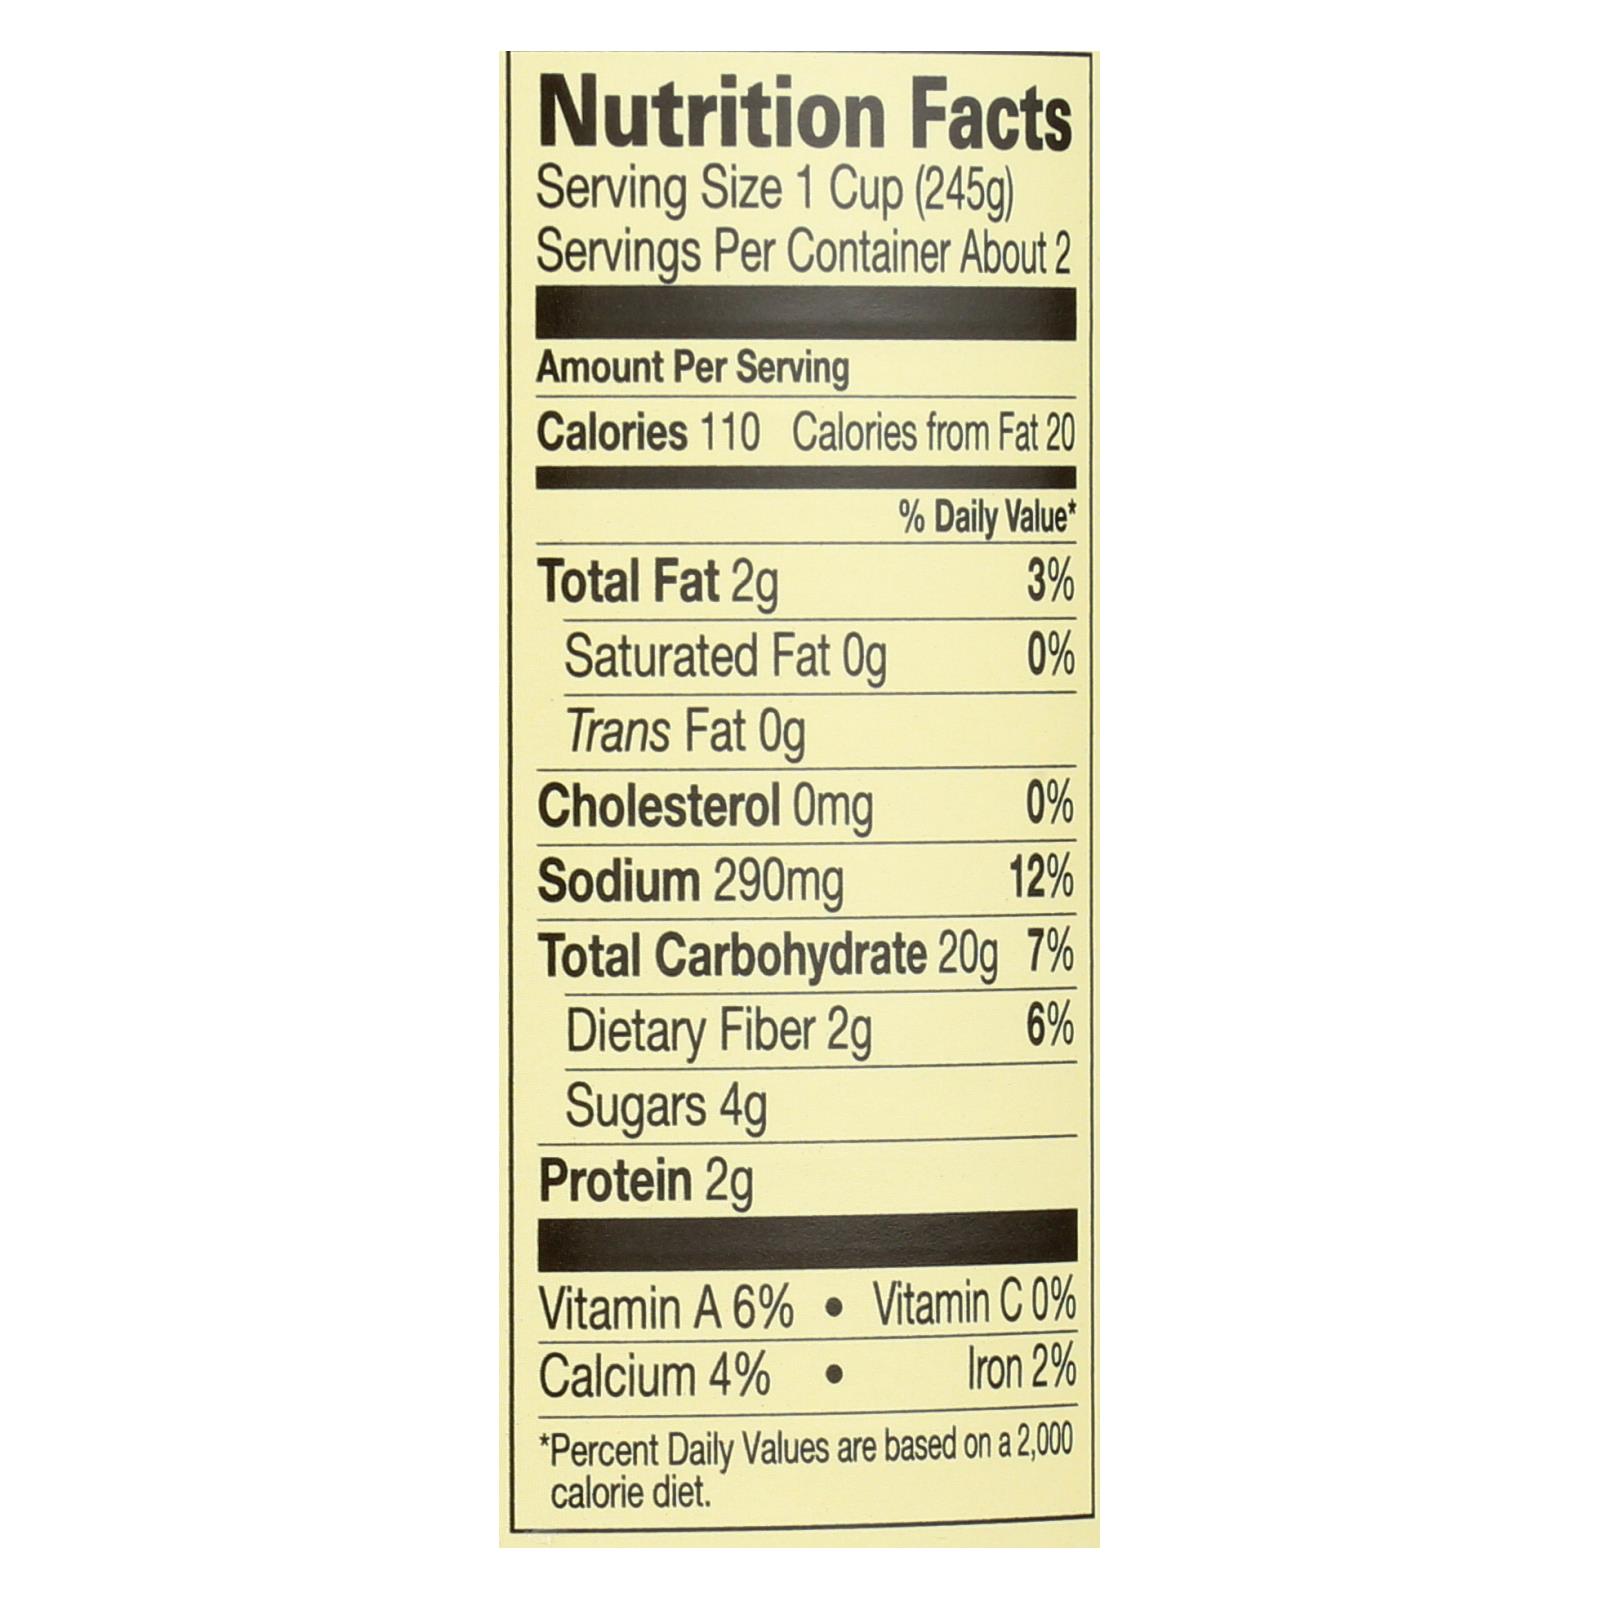 Nutrition Facts
Serving Size 1 Cup (245g)
Servings Per Container About 2
Amount Per Serving
Calories 110 Calories from Fat 20
% Daily Value*
Total Fat 2g 3%
Saturated Fat 0g 0%
Trans Fat 0g
Cholesterol 0mg 0%
Sodium 290mg 12%
Total Carbohydrate 20g 7%
Dietary Fiber 2g 6%
Sugars 4g
Protein 2g
Vitamin A 6% • Vitamin C 0%
Calcium 4% • Iron 2%
*Percent Daily Values are based on a 2,000
calorie diet.